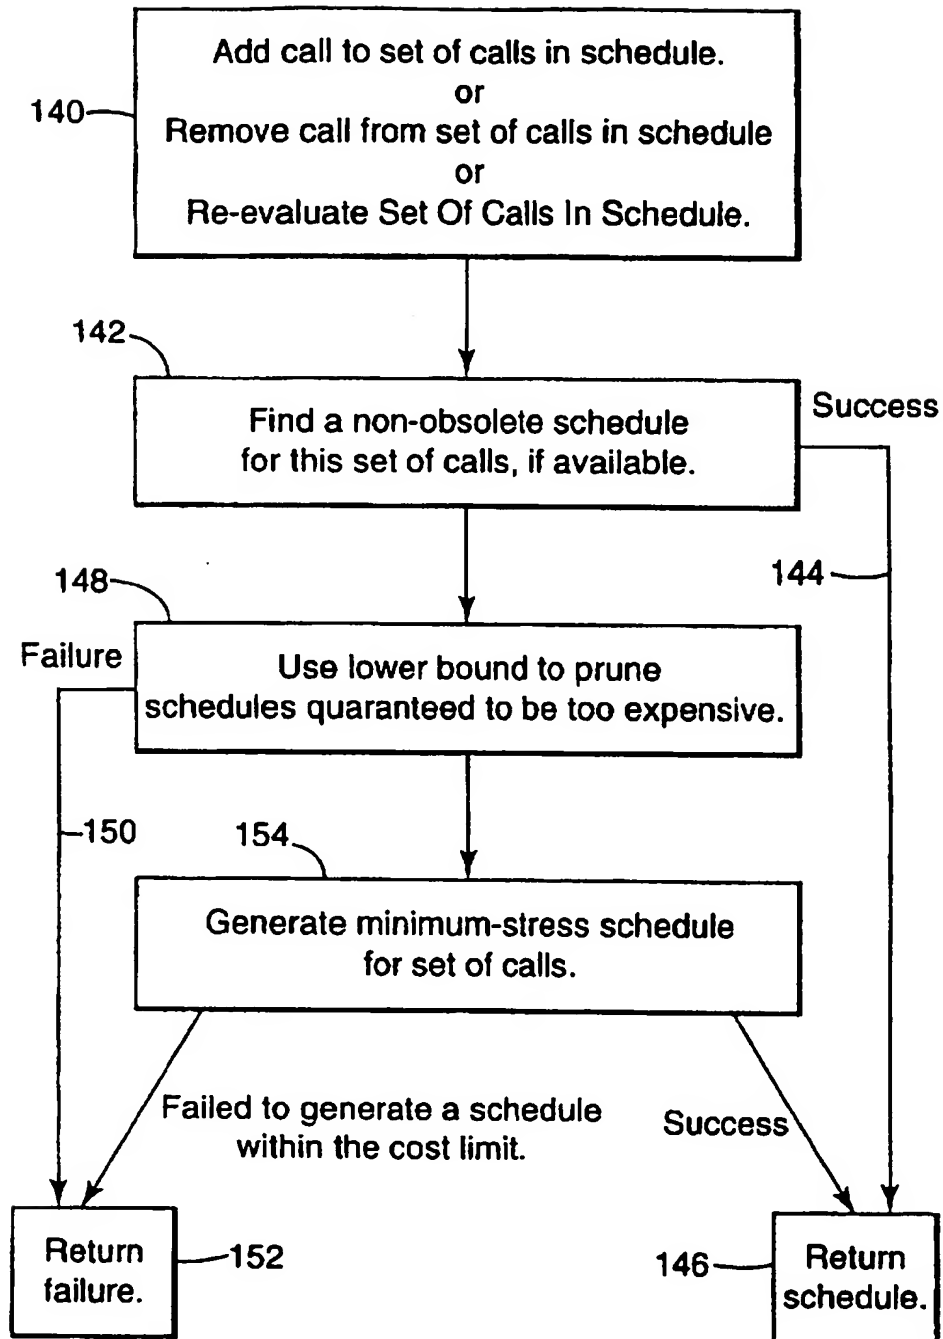 Add call to set of calls in schedule.
or
140
Remove call from set of calls in schedule
or
Re-evaluate Set Of Calls In Schedule.
142
Success
Find a non-obsolete schedule
for this set of calls, if available.
144
148
Failure
Use lower bound to prune
schedules quaranteed to be too expensive.
150
154
Generate minimum-stress schedule
for set of calls.
Failed to generate a schedule
within the cost limit.
Success
Return
failure.
152
146
Return
schedule.